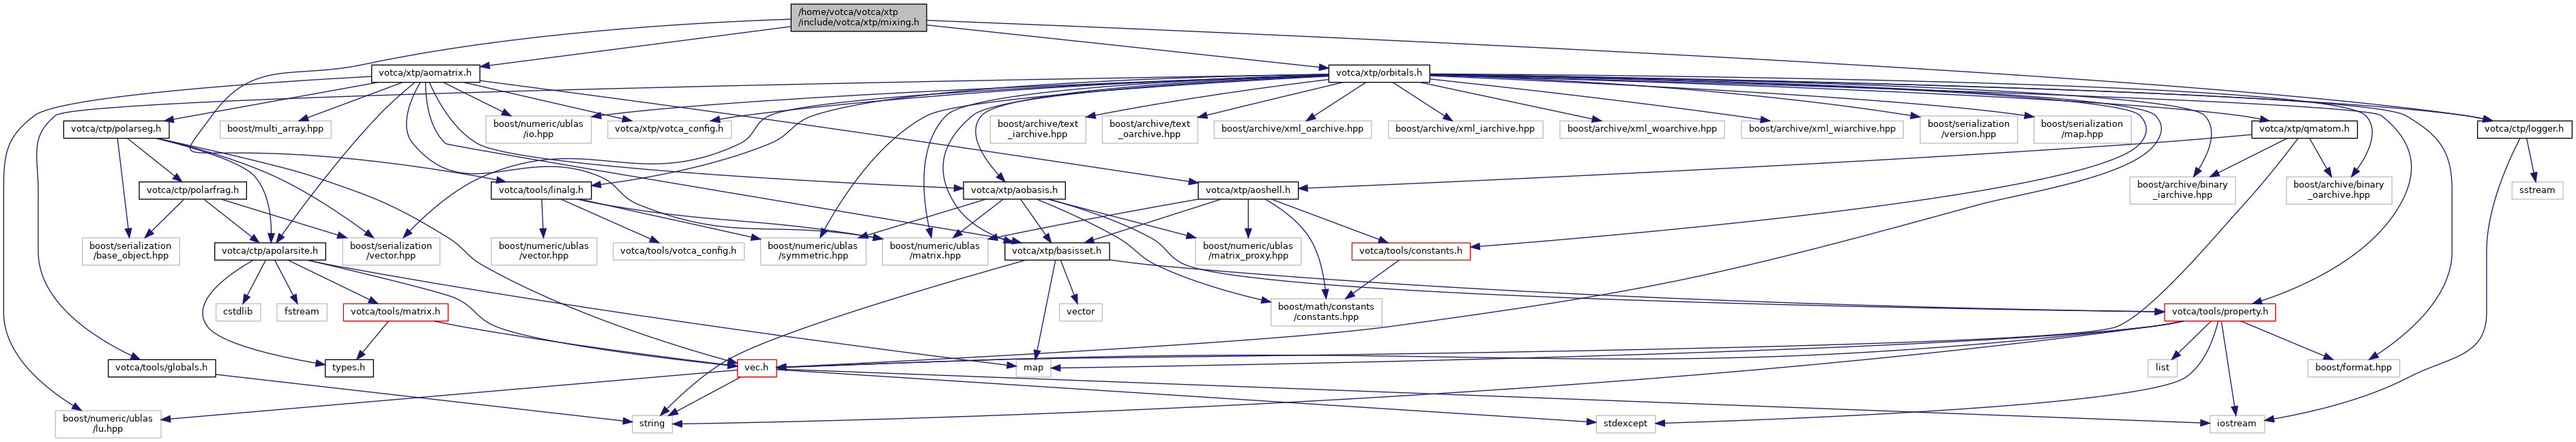 /home/votca/votca/xtp
/include/votca/xtp/mixing.h
votca/xtp/aomatrix.h
votca/xtp/orbitals.h
votca/ctp/polarseg.h
boost/multi_array.hpp
boost/numeric/ublas
/io.hpp
votca/xtp/votca_config.h
boost/archive/text
_iarchive.hpp
boost/archive/text
_oarchive.hpp
boost/archive/xml_oarchive.hpp
boost/archive/xml_iarchive.hpp
boost/archive/xml_woarchive.hpp
boost/archive/xml_wiarchive.hpp
boost/serialization
/version.hpp
boost/serialization
/map.hpp
votca/xtp/qmatom.h
votca/ctp/logger.h
votca/ctp/polarfrag.h
votca/tools/linalg.h
votca/xtp/aobasis.h
votca/xtp/aoshell.h
boost/archive/binary
_iarchive.hpp
boost/archive/binary
_oarchive.hpp
sstream
boost/serialization
/base_object.hpp
votca/ctp/apolarsite.h
boost/serialization
/vector.hpp
boost/numeric/ublas
/vector.hpp
votca/tools/votca_config.h
boost/numeric/ublas
/symmetric.hpp
boost/numeric/ublas
/matrix.hpp
votca/xtp/basisset.h
boost/numeric/ublas
/matrix_proxy.hpp
votca/tools/constants.h
cstdlib
fstream
votca/tools/matrix.h
vector
boost/math/constants
/constants.hpp
votca/tools/property.h
votca/tools/globals.h
types.h
vec.h
map
list
boost/format.hpp
boost/numeric/ublas
/lu.hpp
string
stdexcept
iostream